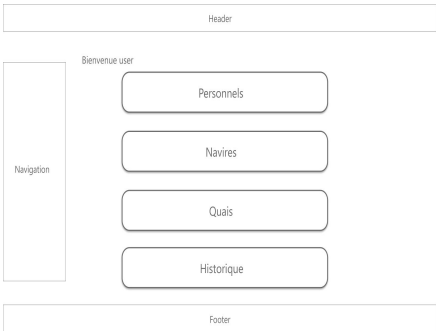 Header
Bienvenue user
Personnels
Navires
Navigation
Quais
Historique
Footer